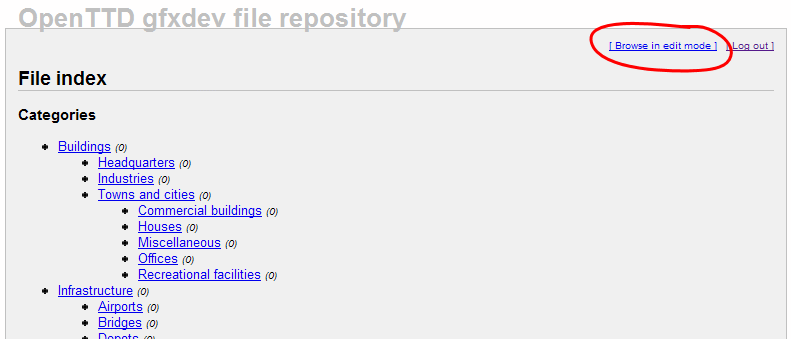 OpenTTD gfxdev file repository
[ Browse in edit mode ] [ Log out ]
File index
Categories
Buildings (0)
Headquarters (0)
Industries (0)
Towns and cities (0)
Commercial buildings (0)
Houses (0)
Miscellaneous (0)
Offices (0)
Recreational facilities (0)
Infrastructure (0)
Airports (0)
Bridges (0)
Depots (0)